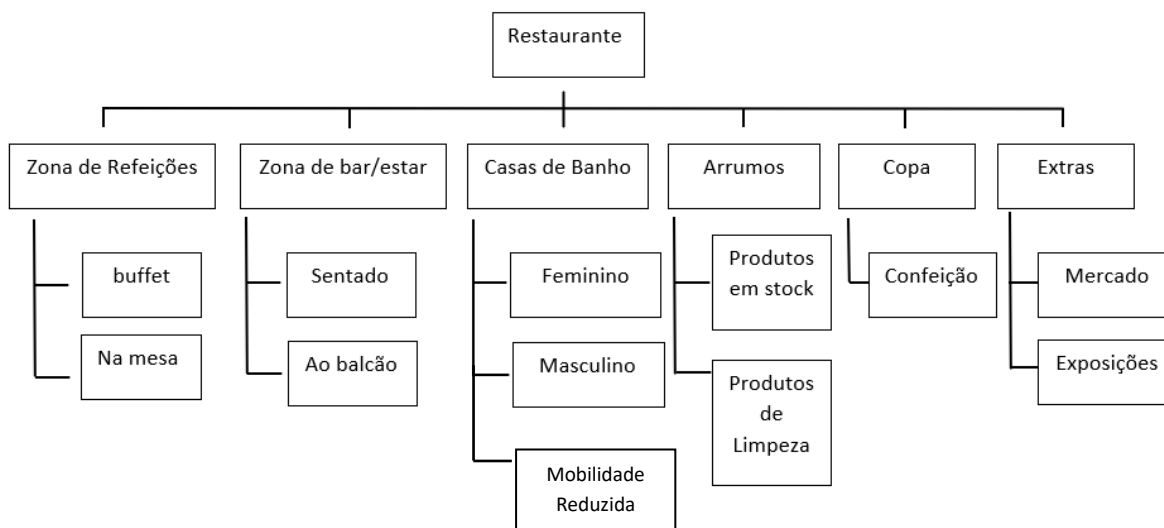 Restaurante
Zona de Refeições
Zona de bar/estar
Casas de Banho
Arrumos
Copa
Extras
buffet
Na mesa
Sentado
Ao balcão
Feminino
Masculino
Mobilidade
Reduzida
Produtos
em stock
Produtos
de
Limpeza
Confeição
Mercado
Exposições